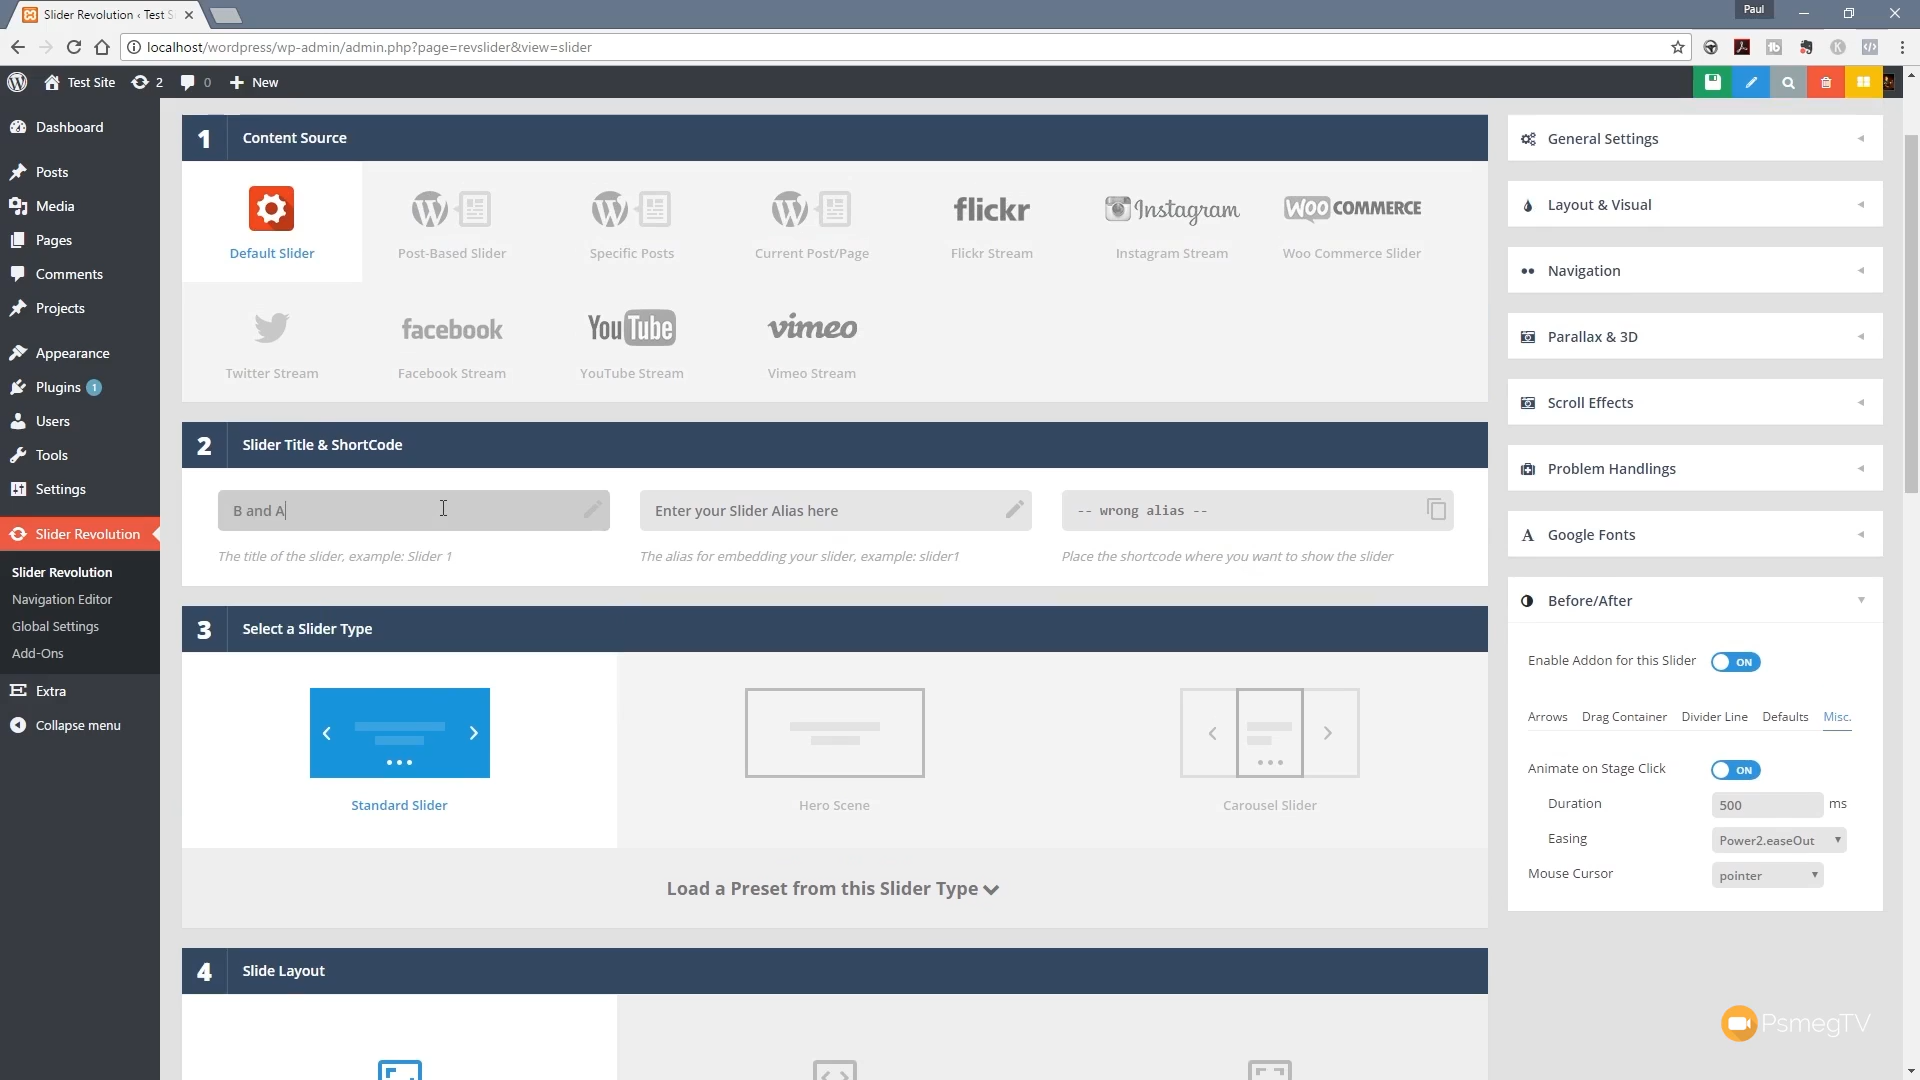 Slider Revolution ‹ Test S
Paul
localhost/wordpress/wp-admin/admin.php?page=revslider&view=slider
Test Site
2
0
New
Dashboard
Posts
Media
Pages
Comments
Projects
Appearance
Plugins 1
Users
Tools
Settings
Slider Revolution
Slider Revolution
Navigation Editor
Global Settings
Add-Ons
Extra
Collapse menu
1 Content Source
Default Slider
Post-Based Slider
Specific Posts
Current Post/Page
flickr
Flickr Stream
Instagram
Instagram Stream
WOO COMMERCE
Woo Commerce Slider
Twitter Stream
facebook
Facebook Stream
YouTube
YouTube Stream
vimeo
Vimeo Stream
2 Slider Title & ShortCode
B and A
The title of the slider, example: Slider 1
Enter your Slider Alias here
The alias for embedding your slider, example: slider1
-- wrong alias --
Place the shortcode where you want to show the slider
3 Select a Slider Type
Standard Slider
Hero Scene
Carousel Slider
Load a Preset from this Slider Type
4 Slide Layout
General Settings
Layout & Visual
Navigation
Parallax & 3D
Scroll Effects
Problem Handlings
A Google Fonts
Before/After
Enable Addon for this Slider ON
Arrows Drag Container Divider Line Defaults Misc.
Animate on Stage Click ON
Duration 500 ms
Easing Power2.easeOut
Mouse Cursor pointer
PsmegTV